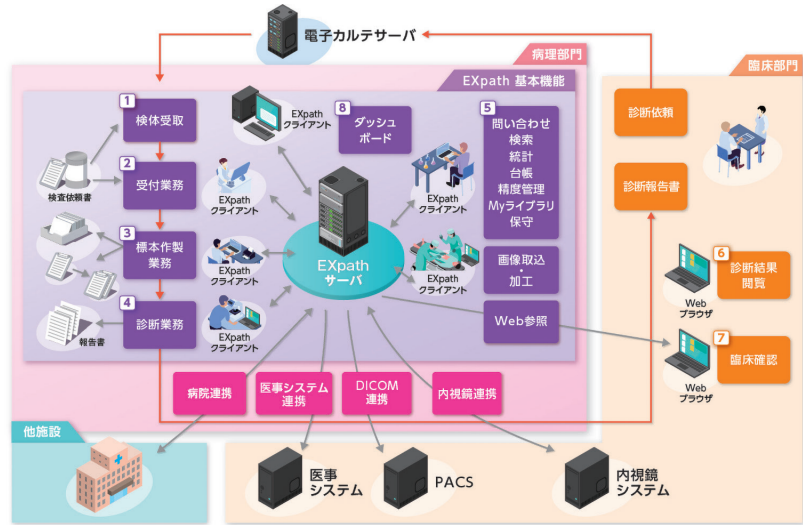 電子カルテサーバ
病理部門
臨床部門
EXpath 基本機能
1
検体受取
2
受付業務
3
標本作製
業務
4
診断業務
検査依頼書
報告書
EXpath
クライアント
EXpath
クライアント
EXpath
クライアント
EXpath
クライアント
EXpath
サーバ
8
ダッシュ
ボード
EXpath
クライアント
EXpath
クライアント
5
問い合わせ
検索
統計
台帳
精度管理
Myライブラリ
保守
画像取込
・
加工
Web参照
診断依頼
診断報告書
6
診断結果
閲覧
Web
ブラウザ
7
臨床確認
Web
ブラウザ
病院連携
医事システム
連携
DICOM
連携
内視鏡連携
他施設
医事
システム
PACS
内視鏡
システム